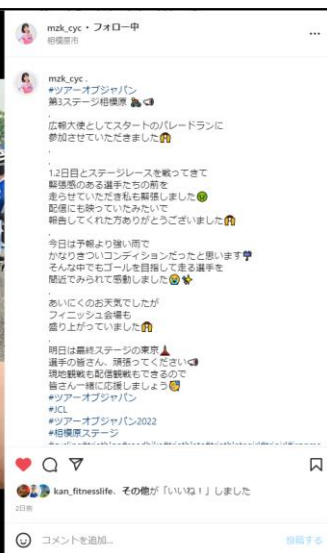 mzk_cyc • フォロー中
相模原市
mzk_cyc .
#ツアーオブジャパン
第3ステージ相模原🚴📣
.
広報大使としてスタートのパレードランに
参加させていただきました🙌
.
.
1.2日目とステージレースを戦ってきて
緊張感のある選手たちの前を
走らせていただき私も緊張しました
配信にも映っていたみたいで
報告してくれた方ありがとうございました🙌
.
今日は予報より強い雨で
かなりきついコンディションだったと思います
そんな中でもゴールを目指して走る選手を
間近でみられて感動しました😭✨
.
あいにくのお天気でしたが
フィニッシュ会場も
盛り上がっていました🙌
.
明日は最終ステージの東京🗼
選手の皆さん、頑張ってください📣
現地観戦も配信観戦もできるので
皆さん一緒に応援しましょう
#ツアーオブジャパン
#JCL
#ツアーオブジャパン2022
#相模原ステージ
kan_fitnesslife、その他が「いいね！」しました
2日前
コメントを追加...
投稿する